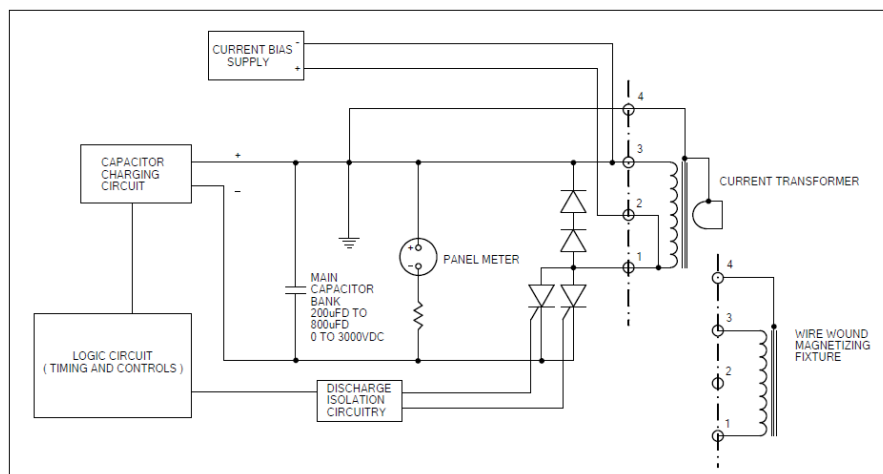 CURRENT BIAS
SUPPLY
-
+
4
CAPACITOR
CHARGING
CIRCUIT
+
–
3
CURRENT TRANSFORMER
2
+
–
PANEL METER
1
4
MAIN
CAPACITOR
BANK
200uFD TO
800uFD
0 TO 3000VDC
3
WIRE WOUND
MAGNETIZING
FIXTURE
LOGIC CIRCUIT
( TIMING AND CONTROLS )
2
DISCHARGE
ISOLATION
CIRCUITRY
1